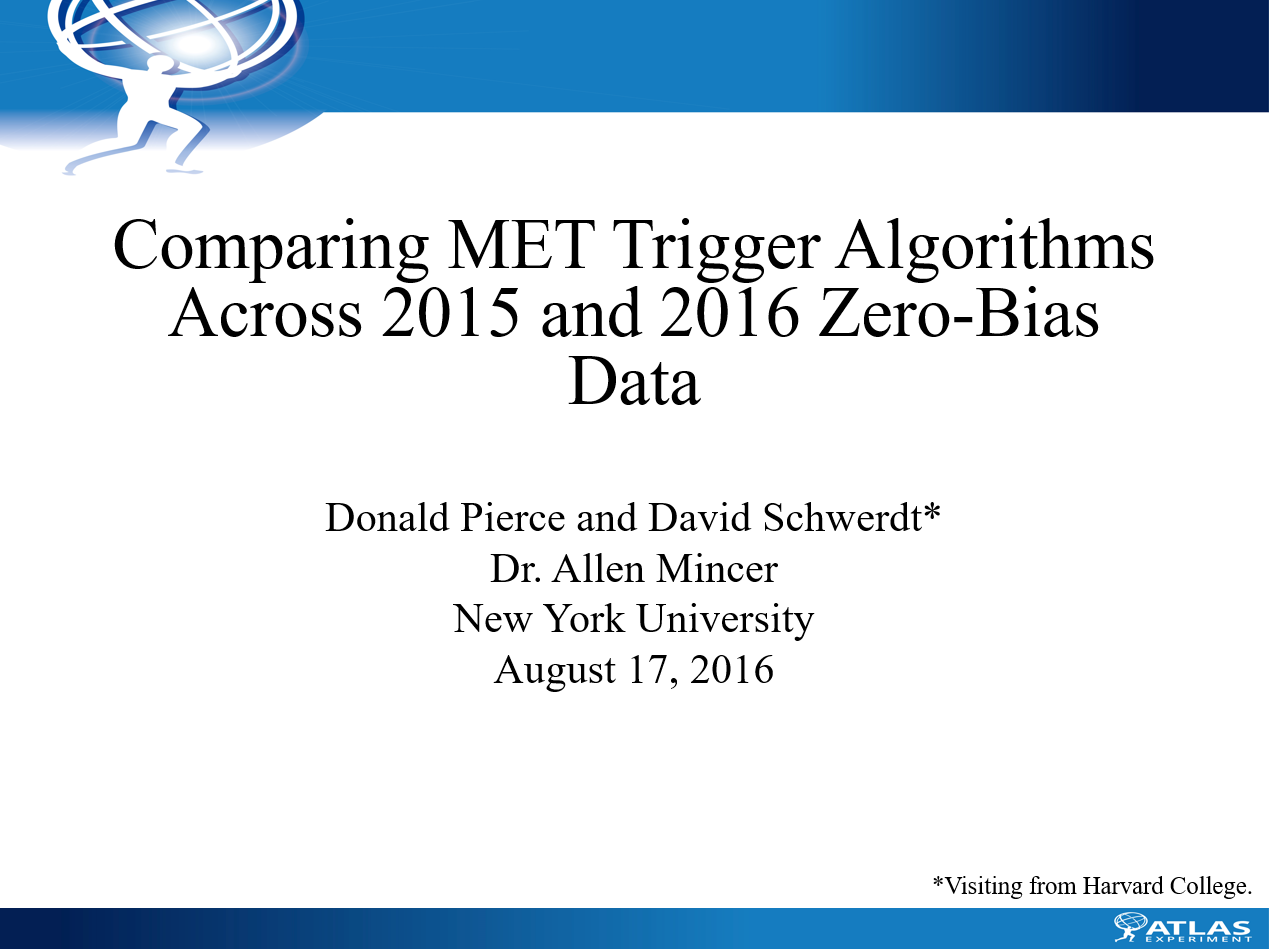 Comparing MET Trigger Algorithms
Across 2015 and 2016 Zero-Bias
Data
Donald Pierce and David Schwerdt*
Dr. Allen Mincer
New York University
August 17, 2016
*Visiting from Harvard College.
ATLAS
EXPERIMENT